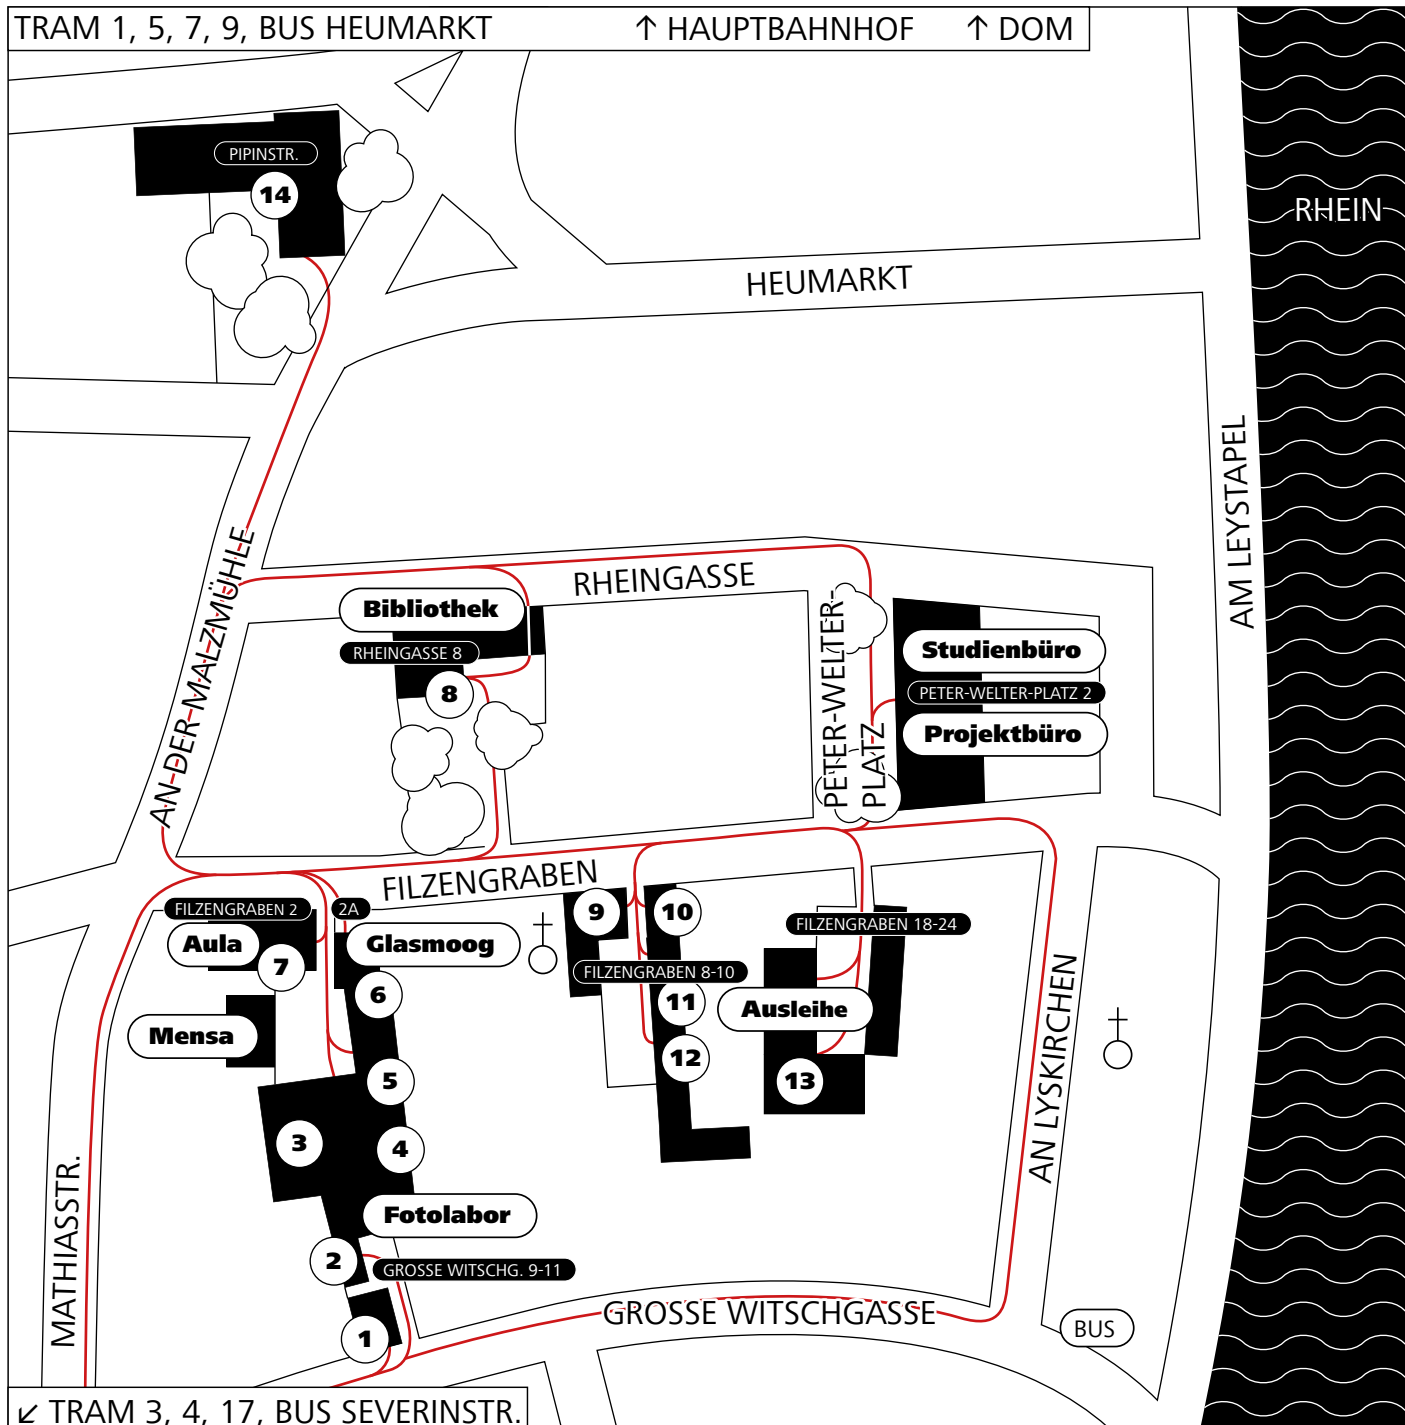 TRAM 1, 5, 7, 9, BUS HEUMARKT ↑ HAUPTBAHNHOF ↑ DOM
PIPINSTR.
14
RHEIN
HEUMARKT
AM LEYSTAPEL
AN-DER-MALZMÜHLE
RHEINGASSE
Bibliothek
RHEINGASSE 8
8
PETER-WELTER-
PLATZ
Studienbüro
PETER-WELTER-PLATZ 2
Projektbüro
FILZENGRABEN
FILZENGRABEN 2
2A
Aula
7
Glasmoog
6
Mensa
5
3
4
9
10
FILZENGRABEN 8-10
11
12
FILZENGRABEN 18-24
Ausleihe
13
AN LYSKIRCHEN
MATHIASSTR.
Fotolabor
2
GROSSE WITSCHG. 9-11
1
GROSSE WITSCHGASSE
BUS
↙ TRAM 3, 4, 17, BUS SEVERINSTR.